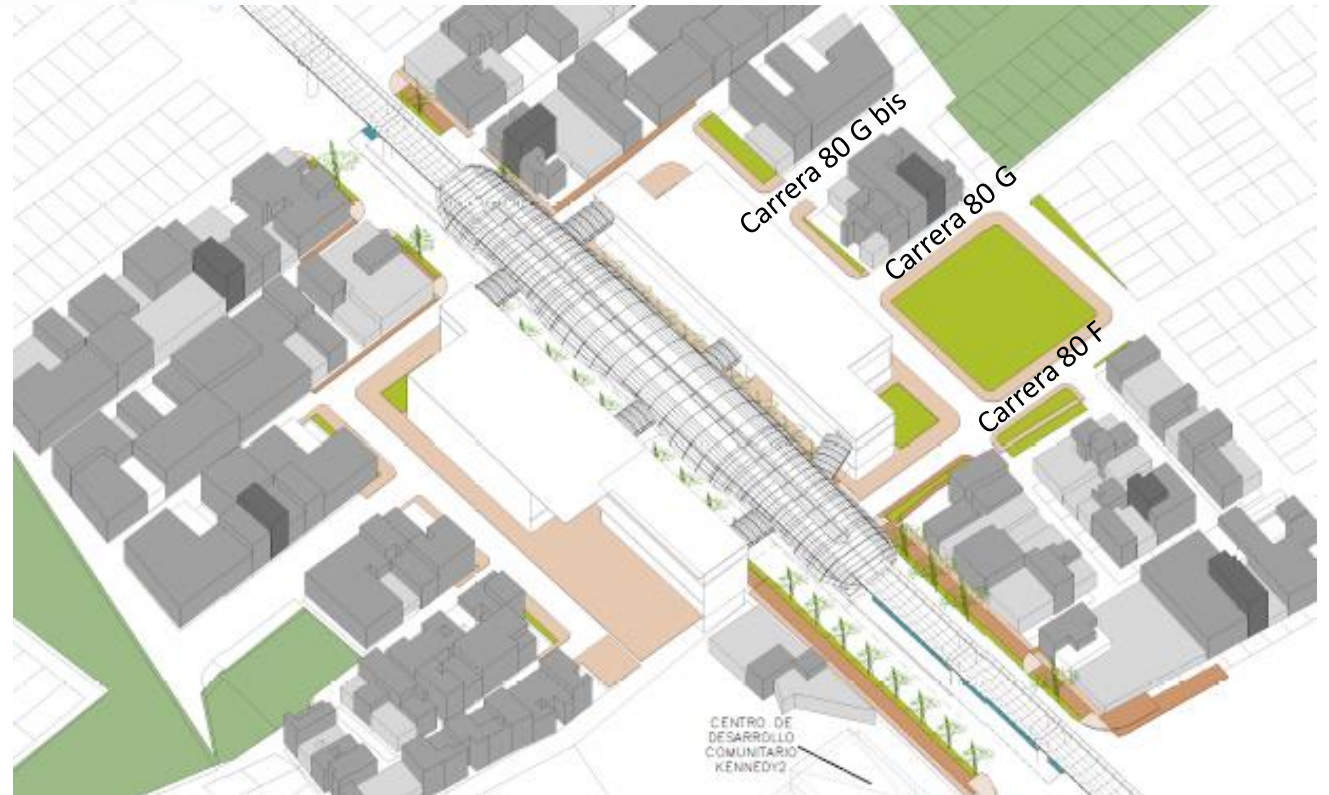 Carrera 80 G bis
Carrera 80 G
Carrera 80 F
CENTRO DE
DESARROLLO
COMUNITARIO
KENNEDY2